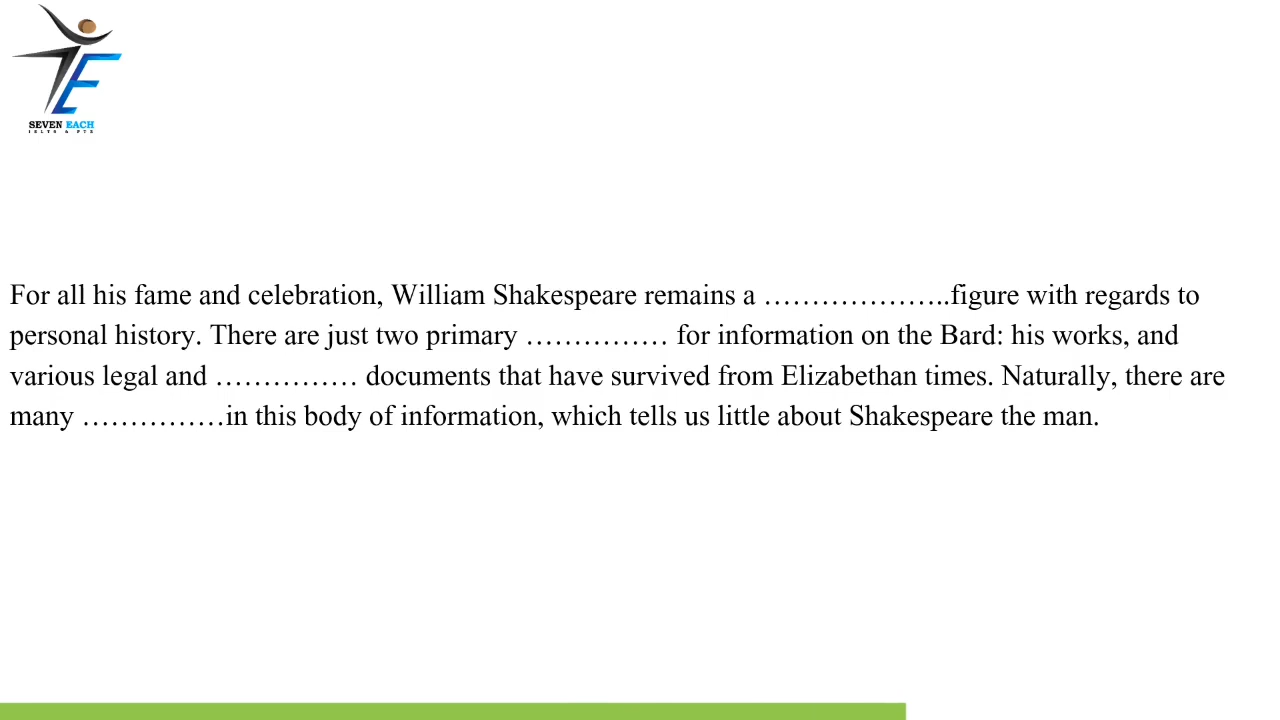 SEVEN EACH
IELTS & PTE
For all his fame and celebration, William Shakespeare remains a ………………..figure with regards to
personal history. There are just two primary …………… for information on the Bard: his works, and
various legal and …………… documents that have survived from Elizabethan times. Naturally, there are
many ……………in this body of information, which tells us little about Shakespeare the man.